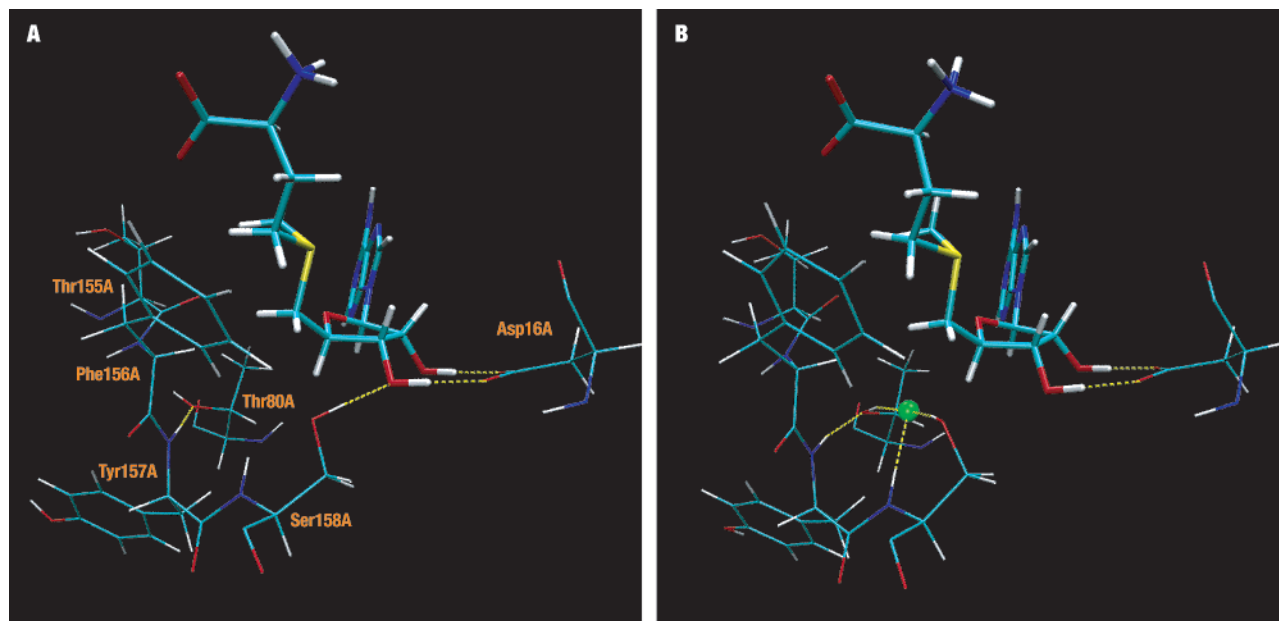 A
B
Thr155A
Asp16A
Phe156A
Thr80A
Tyr157A
Ser158A